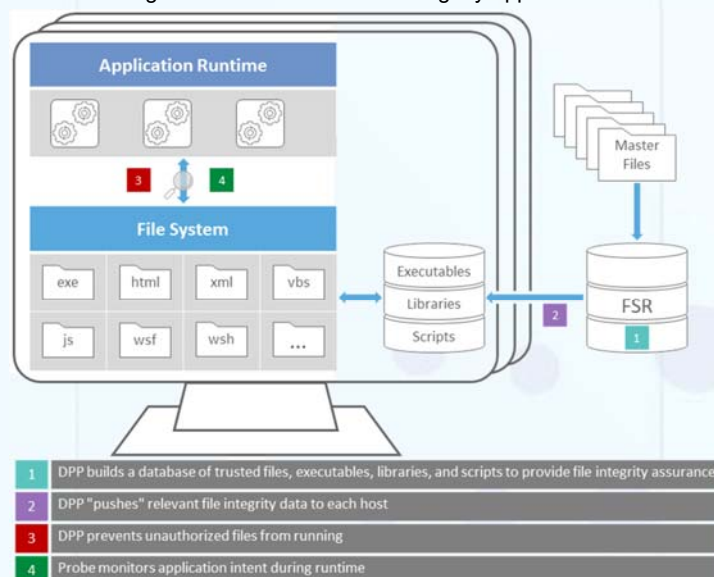 Application Runtime
3
4
File System
exe
html
xml
vbs
js
wsf
wsh
...
Executables
Libraries
Scripts
2
Master
Files
FSR
1
1 DPP builds a database of trusted files, executables, libraries, and scripts to provide file integrity assurance
2 DPP "pushes" relevant file integrity data to each host
3 DPP prevents unauthorized files from running
4 Probe monitors application intent during runtime